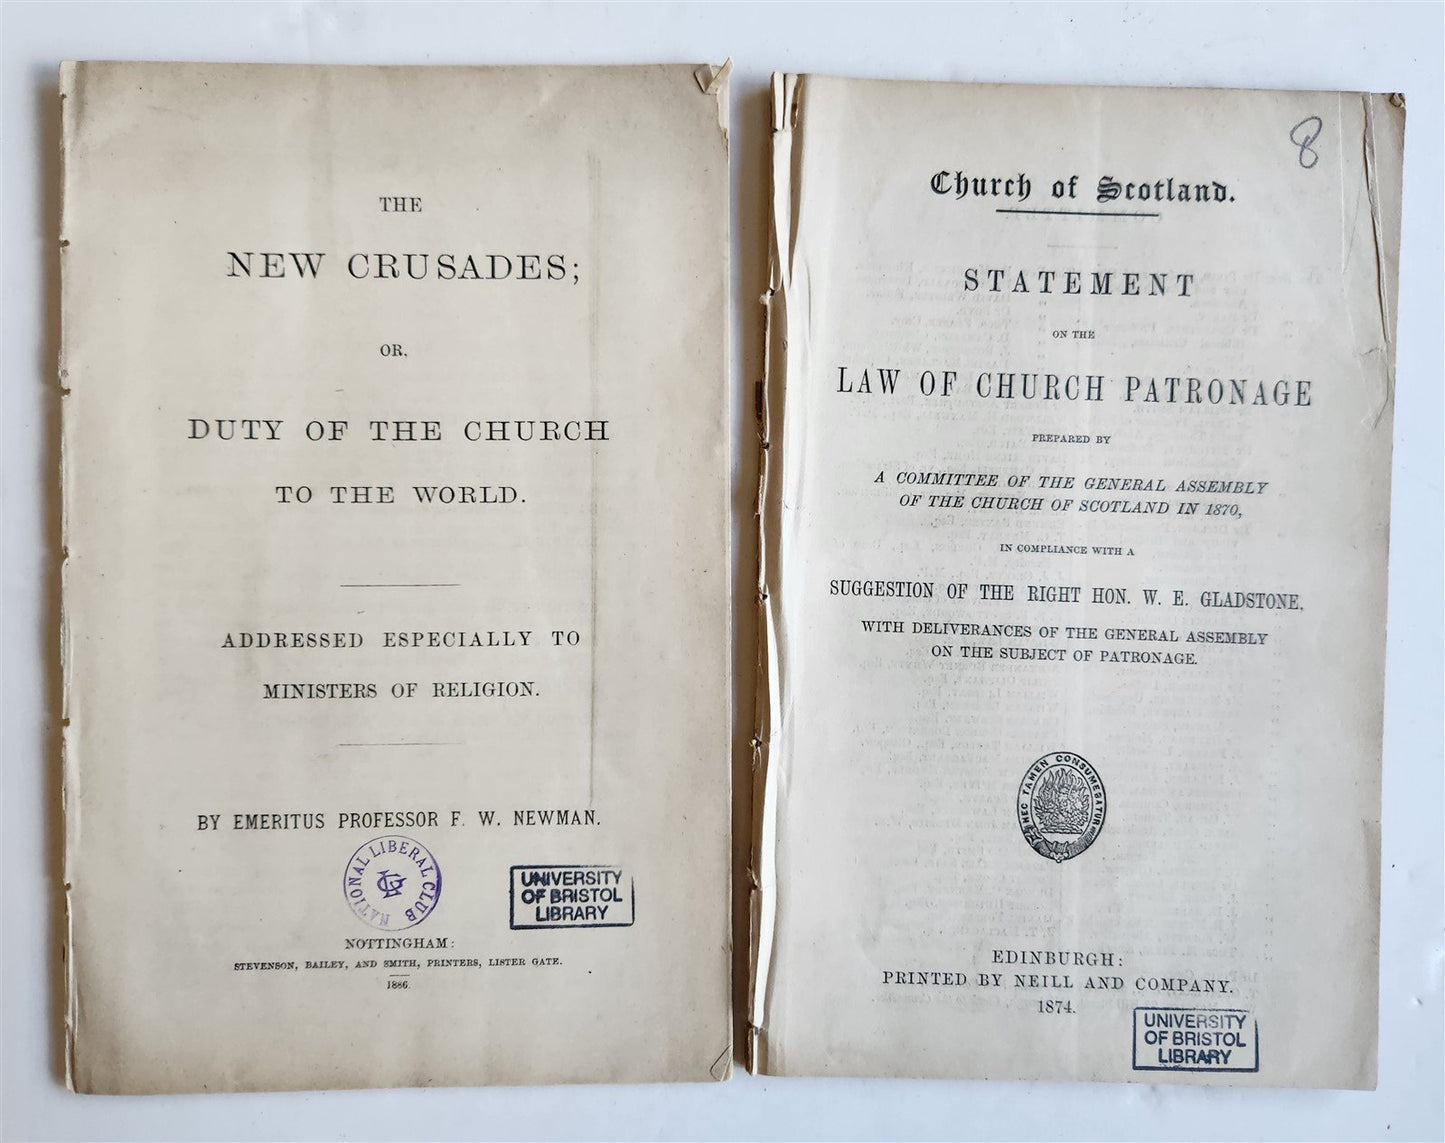 THE
NEW CRUSADES;
OR,
DUTY OF THE CHURCH
TO THE WORLD.
ADDRESSED ESPECIALLY TO
MINISTERS OF RELIGION.
BY EMERITUS PROFESSOR F. W. NEWMAN.
NATIONAL LIBERAL CLUB
UNIVERSITY
OF BRISTOL
LIBRARY
NOTTINGHAM:
STEVENSON, BAILEY, AND SMITH, PRINTERS, LISTER GATE.
1886.
8
Church of Scotland.
STATEMENT
ON THE
LAW OF CHURCH PATRONAGE
PREPARED BY
A COMMITTEE OF THE GENERAL ASSEMBLY
OF THE CHURCH OF SCOTLAND IN 1870,
IN COMPLIANCE WITH A
SUGGESTION OF THE RIGHT HON. W. E. GLADSTONE,
WITH DELIVERANCES OF THE GENERAL ASSEMBLY
ON THE SUBJECT OF PATRONAGE.
NEC TAMEN CONSUMEBATUR
EDINBURGH:
PRINTED BY NEILL AND COMPANY.
1874.
UNIVERSITY
OF BRISTOL
LIBRARY